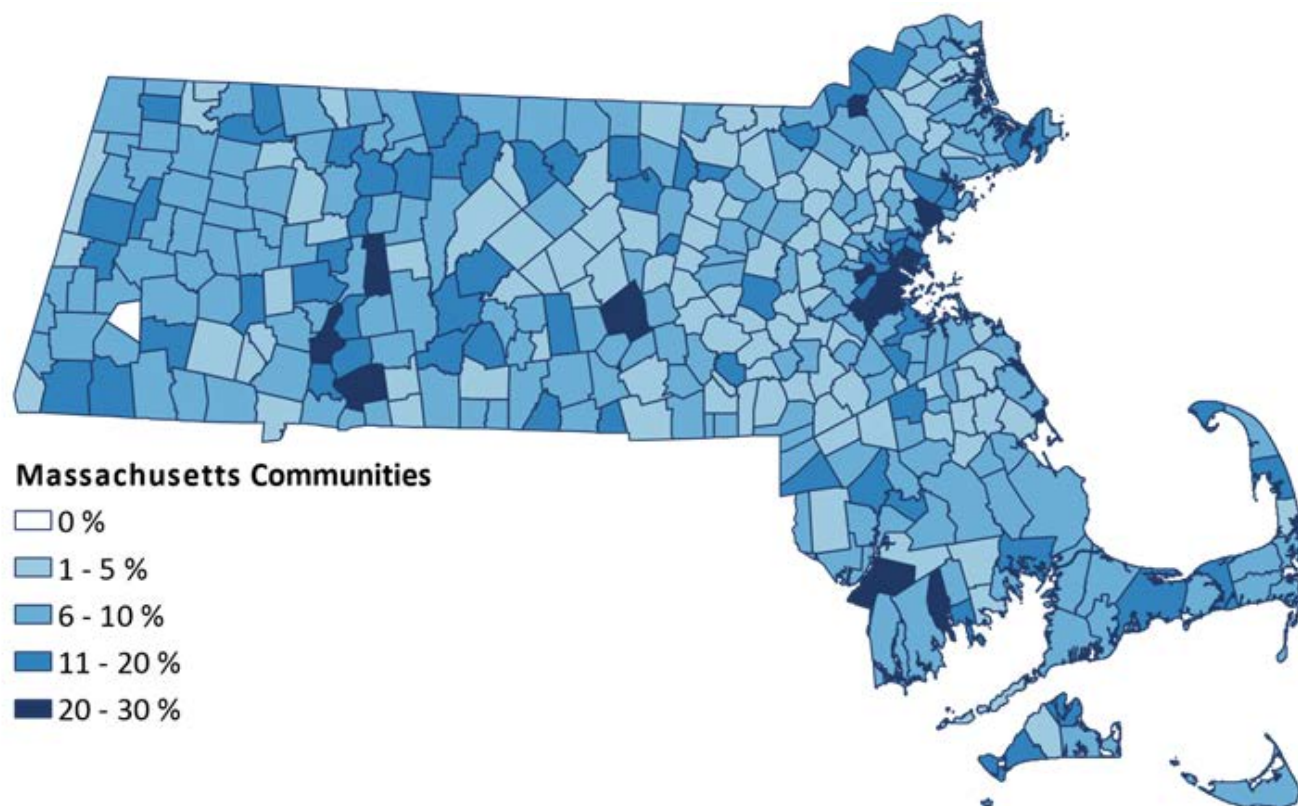 Massachusetts Communities
0 %
1 - 5 %
6 - 10 %
11 - 20 %
20 - 30 %